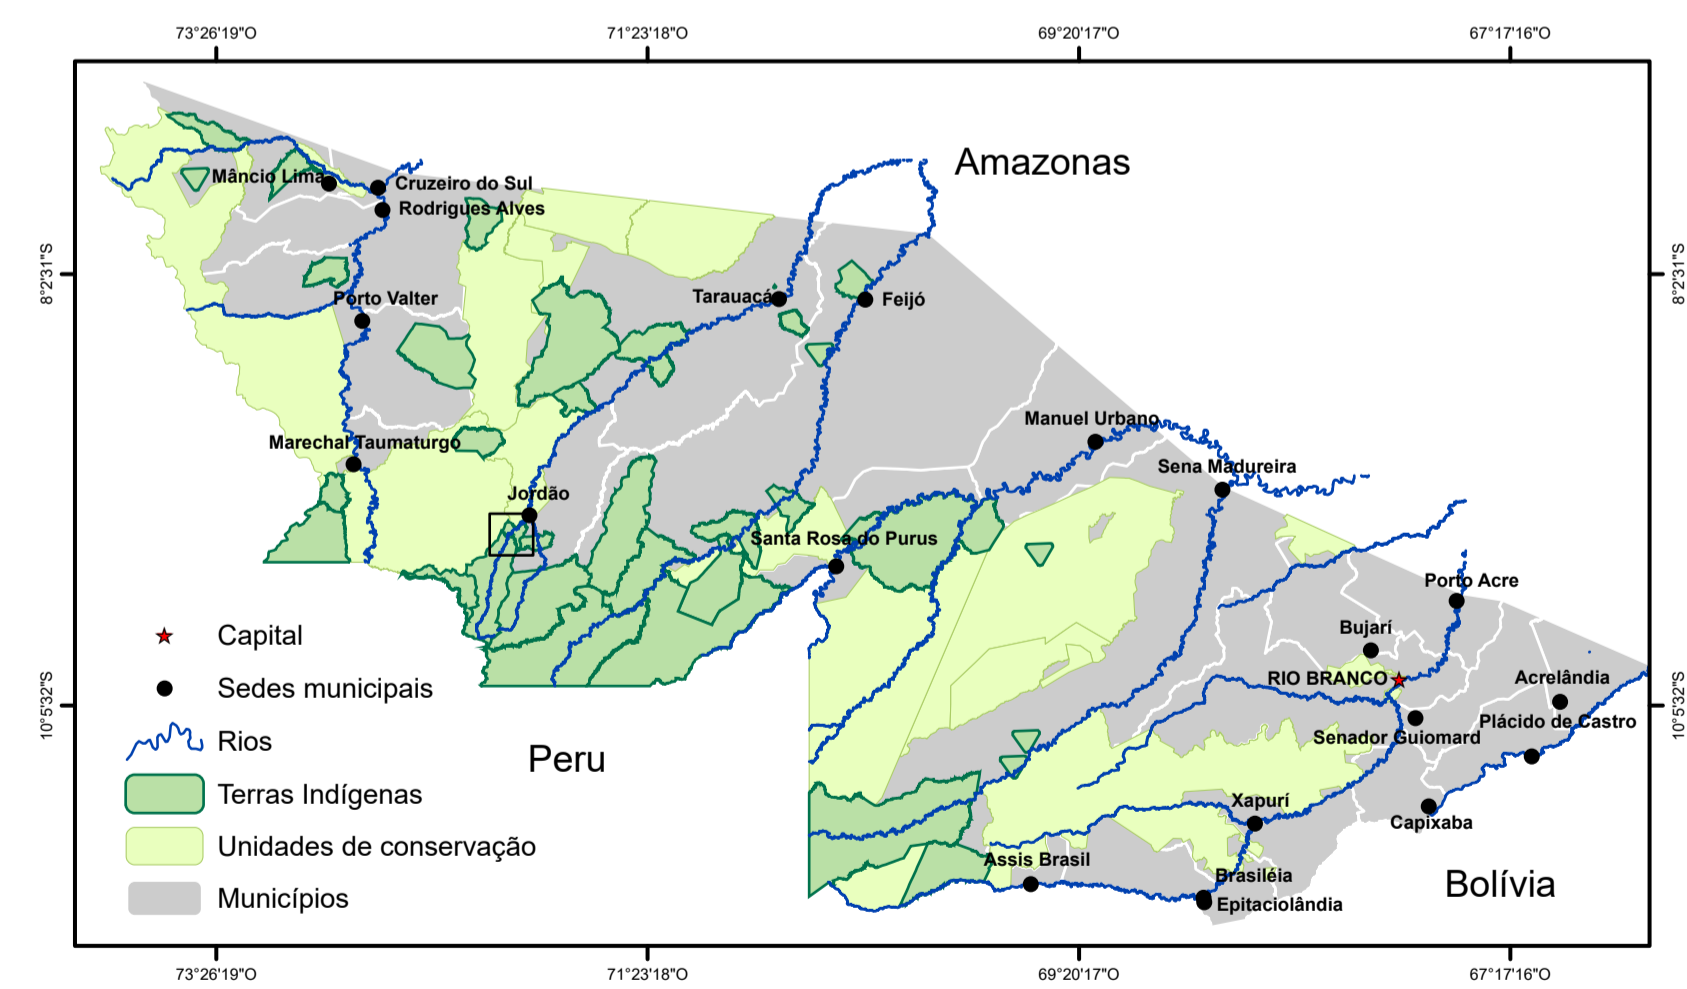 73°26'19"O
71°23'18"O
69°20'17"O
67°17'16"O
Amazonas
Mâncio Lima
Cruzeiro do Sul
Rodrigues Alves
8°2'31"S
8°2'31"S
Porto Valter
Tarauacá
Feijó
Manuel Urbano
Marechal Taumaturgo
Sena Madureira
Jordão
Santa Rosa do Purus
Porto Acre
Bujarí
RIO BRANCO
Acrelândia
10°5'32"S
10°5'32"S
Plácido de Castro
Senador Guiomard
Peru
Xapurí
Capixaba
Assis Brasil
Brasiléia
Epitaciolândia
Bolívia
Capital
Sedes municipais
Rios
Terras Indígenas
Unidades de conservação
Municípios
73°26'19"O
71°23'18"O
69°20'17"O
67°17'16"O